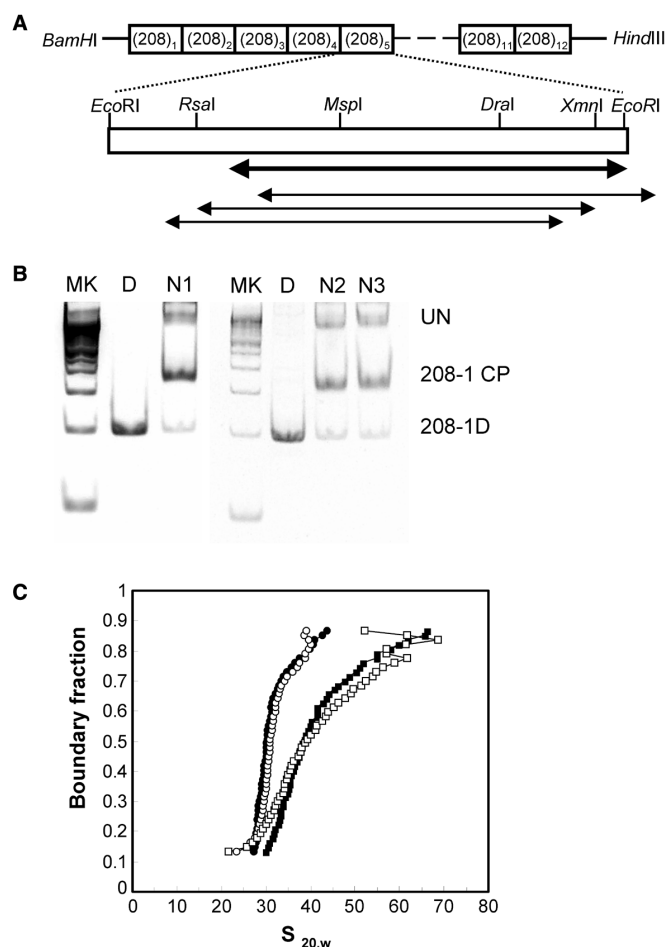 A
BamHI (208)1 (208)2 (208)3 (208)4 (208)5 (208)11 (208)12 HindIII
EcoRI RsaI MspI DraI XmnI EcoRI
B
MK D N1 MK D N2 N3
UN
208-1 CP
208-1D
C
1
0.9
0.8
0.7
0.6
0.5
0.4
0.3
0.2
0.1
0
Boundary fraction
0 10 20 30 40 50 60 70 80
S 20,w